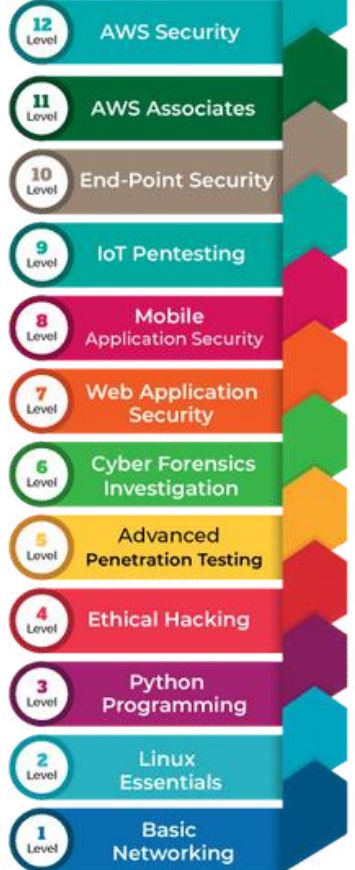 12
Level
AWS Security
11
Level
AWS Associates
10
Level
End-Point Security
9
Level
IoT Pentesting
8
Level
Mobile
Application Security
7
Level
Web Application
Security
6
Level
Cyber Forensics
Investigation
5
Level
Advanced
Penetration Testing
4
Level
Ethical Hacking
3
Level
Python
Programming
2
Level
Linux
Essentials
1
Level
Basic
Networking